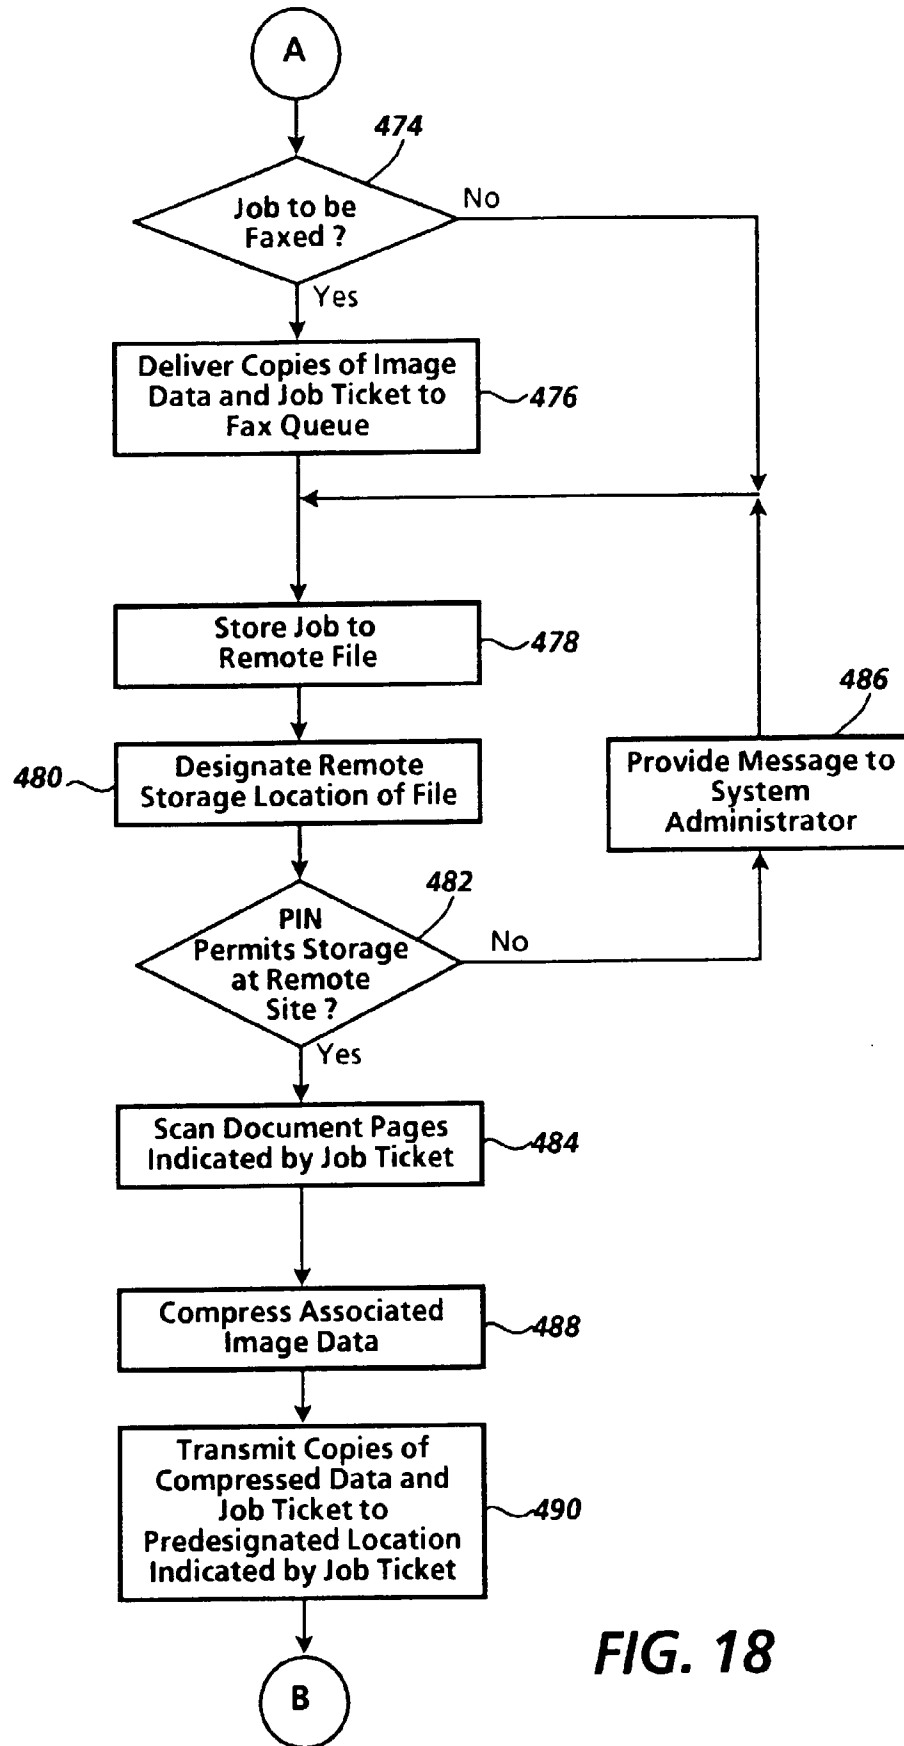 A
474
Job to be
Faxed ?
No
Yes
Deliver Copies of Image
Data and Job Ticket to
Fax Queue
476
Store Job to
Remote File
478
486
480
Designate Remote
Storage Location of File
Provide Message to
System
Administrator
482
PIN
Permits Storage
at Remote
Site ?
No
Yes
Scan Document Pages
Indicated by Job Ticket
484
Compress Associated
Image Data
488
Transmit Copies of
Compressed Data and
Job Ticket to
Predesignated Location
Indicated by Job Ticket
490
B
FIG. 18